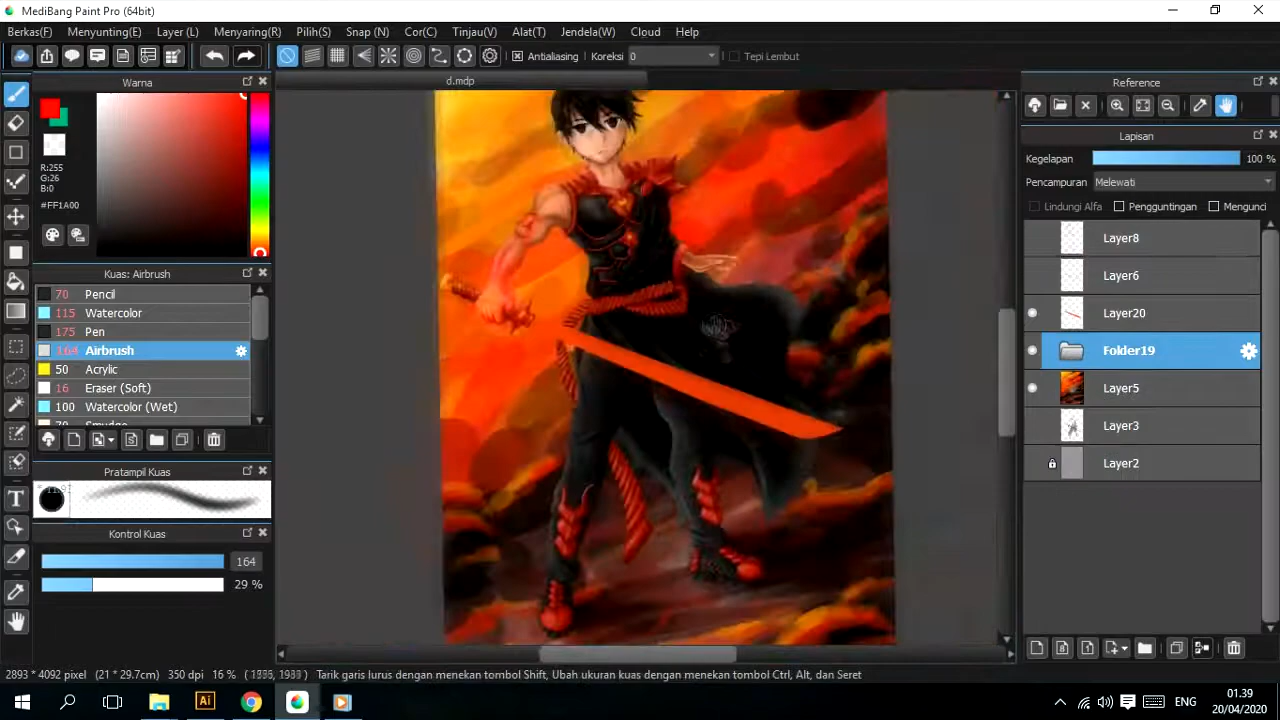 MediBang Paint Pro (64bit)
Berkas(F) Menyunting(E) Layer (L) Menyaring(R) Pilih(S) Snap (N) Cor(C) Tinjau(V) Alat(T) Jendela(W) Cloud Help
Antialiasing Koreksi 0 Tepi Lembut
Warna
d.mdp
Reference
R:255
G:26
B:0
#FF1A00
Lapisan
Kegelapan 100 %
Pencampuran Melewati
Lindungi Alfa Pengguntingan Mengunci
Kuas: Airbrush
70 Pencil
115 Watercolor
175 Pen
164 Airbrush
50 Acrylic
16 Eraser (Soft)
100 Watercolor (Wet)
Layer8
Layer6
Layer20
Folder19
Layer5
Layer3
Layer2
Pratampil Kuas
Kontrol Kuas
164
29 %
2893 * 4092 pixel (21 * 29.7cm) 350 dpi 16 % Tarik garis lurus dengan menekan tombol Shift, Ubah ukuran kuas dengan menekan tombol Ctrl, Alt, dan Seret
Ai
ENG
01.39
20/04/2020